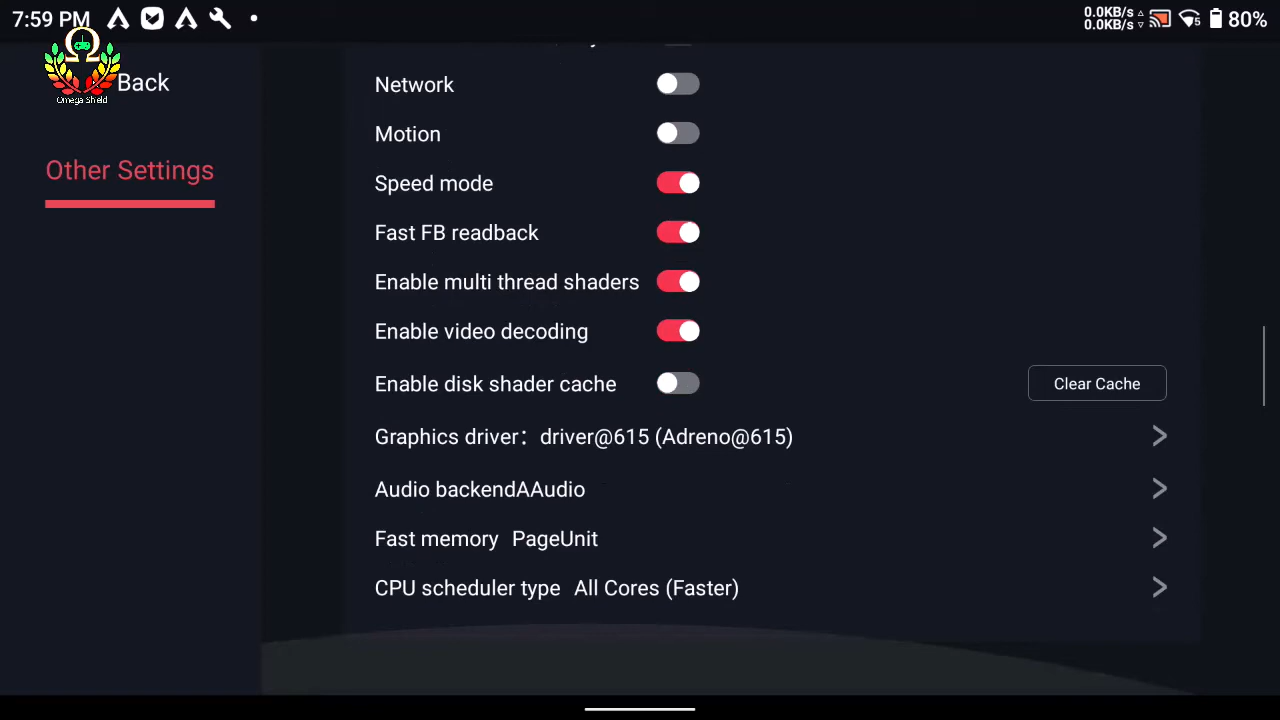 7:59 PM
0.0KB/s
0.0KB/s
5
80%
Back
Omega Shield
Other Settings
Network
Motion
Speed mode
Fast FB readback
Enable multi thread shaders
Enable video decoding
Enable disk shader cache
Clear Cache
Graphics driver：driver@615 (Adreno@615)
Audio backendAAudio
Fast memory PageUnit
CPU scheduler type All Cores (Faster)